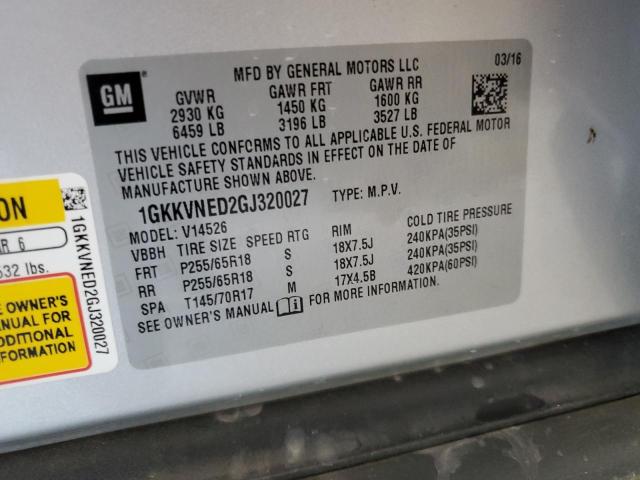 MFD BY GENERAL MOTORS LLC
03/16
GM
GVWR GAWR FRT GAWR RR
2930 KG 1450 KG 1600 KG
6459 LB 3196 LB 3527 LB
THIS VEHICLE CONFORMS TO ALL APPLICABLE U.S. FEDERAL MOTOR
VEHICLE SAFETY STANDARDS IN EFFECT ON THE DATE OF
MANUFACTURE SHOWN ABOVE.
1GKKVNED2GJ320027 TYPE: M.P.V.
MODEL: V14526
VBBH TIRE SIZE SPEED RTG RIM COLD TIRE PRESSURE
FRT P255/65R18 S 18X7.5J 240KPA(35PSI)
RR P255/65R18 S 18X7.5J 240KPA(35PSI)
SPA T145/70R17 M 17X4.5B 420KPA(60PSI)
SEE OWNER'S MANUAL FOR MORE INFORMATION.
ON
R 6
532 lbs.
E OWNER'S
ANUAL FOR
DDITIONAL
FORMATION
1GKKVNED2GJ320027